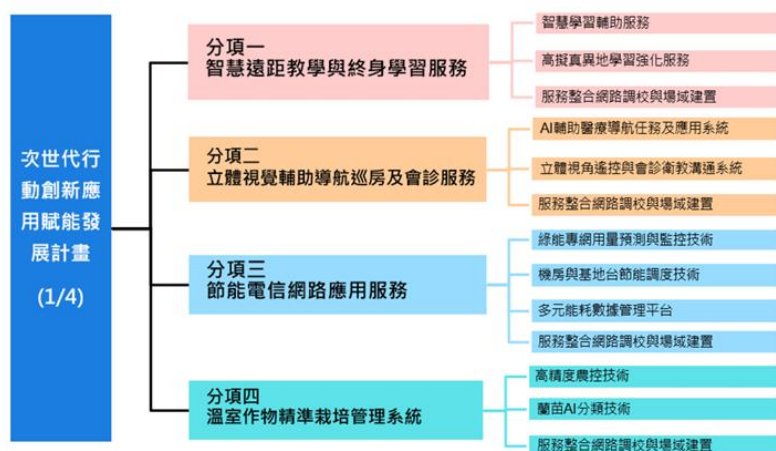 次世代行
動創新應
用賦能發
展計畫
(1/4)
分項一
智慧遠距教學與終身學習服務
智慧學習輔助服務
高擬真異地學習強化服務
服務整合網路調校與場域建置
分項二
立體視覺輔助導航巡房及會診服務
AI輔助醫療導航任務及應用系統
立體視角遙控與會診衛教溝通系統
服務整合網路調校與場域建置
分項三
節能電信網路應用服務
綠能專網用量預測與監控技術
機房與基地台節能調度技術
多元能耗數據管理平台
服務整合網路調校與場域建置
分項四
溫室作物精準栽培管理系統
高精度農控技術
蘭苗AI分類技術
服務整合網路調校與場域建置